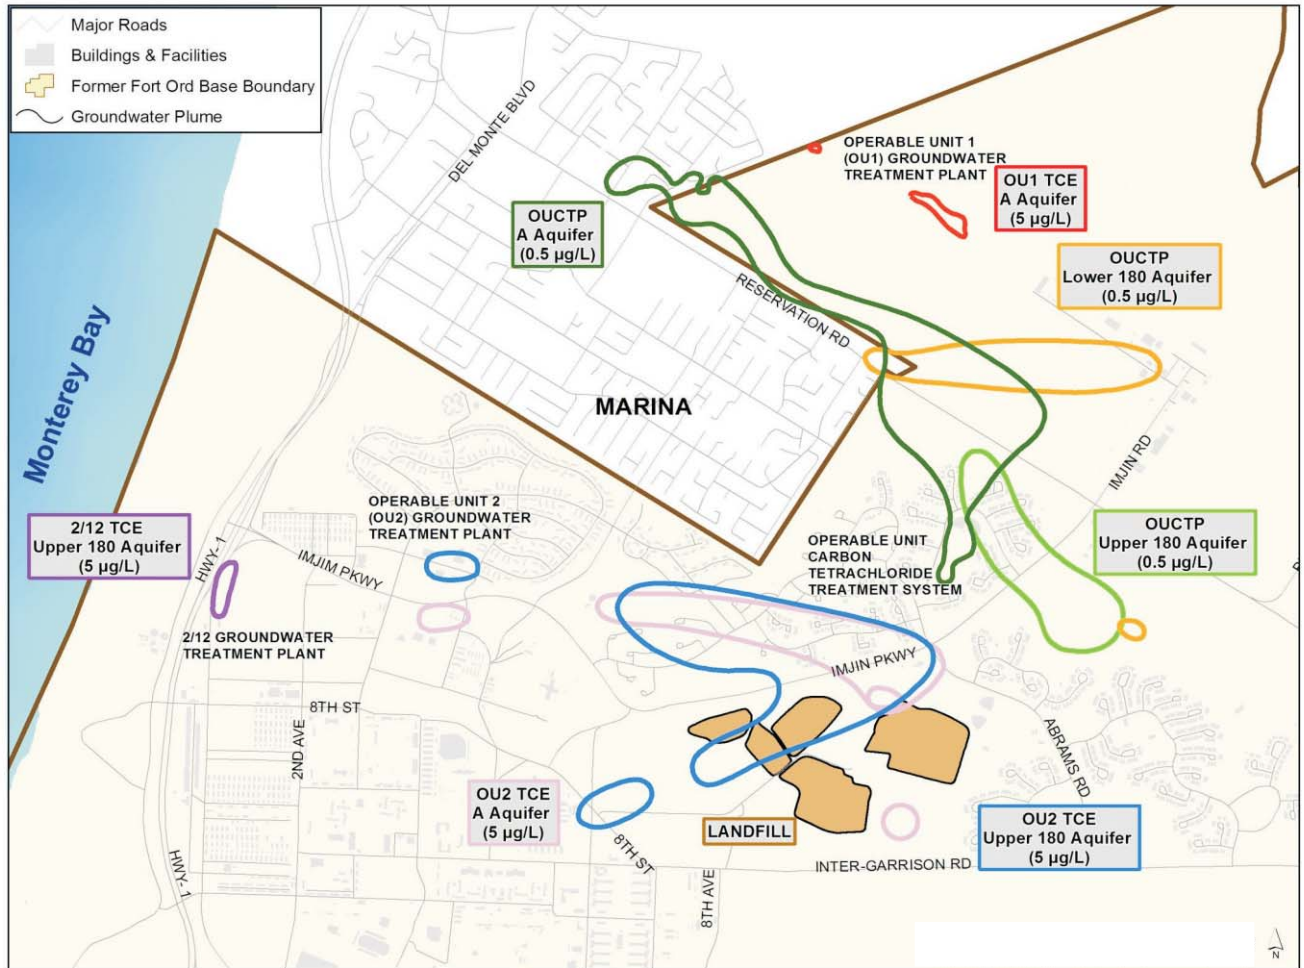 Major Roads
Buildings & Facilities
Former Fort Ord Base Boundary
Groundwater Plume
DEL MONTE BLVD
OPERABLE UNIT 1
(OU1) GROUNDWATER
TREATMENT PLANT
OU1 TCE
A Aquifer
(5 µg/L)
OUCTP
A Aquifer
(0.5 µg/L)
OUCTP
Lower 180 Aquifer
(0.5 µg/L)
RESERVATION RD
Monterey Bay
MARINA
IMJIN RD
OPERABLE UNIT 2
(OU2) GROUNDWATER
TREATMENT PLANT
2/12 TCE
Upper 180 Aquifer
(5 µg/L)
HWY- 1
IMJIM PKWY
OPERABLE UNIT
CARBON
TETRACHLORIDE
TREATMENT SYSTEM
OUCTP
Upper 180 Aquifer
(0.5 µg/L)
2/12 GROUNDWATER
TREATMENT PLANT
IMJIN PKWY
8TH ST
2ND AVE
ABRAMS RD
OU2 TCE
A Aquifer
(5 µg/L)
LANDFILL
OU2 TCE
Upper 180 Aquifer
(5 µg/L)
8TH ST
HWY- 1
INTER-GARRISON RD
8TH AVE
N